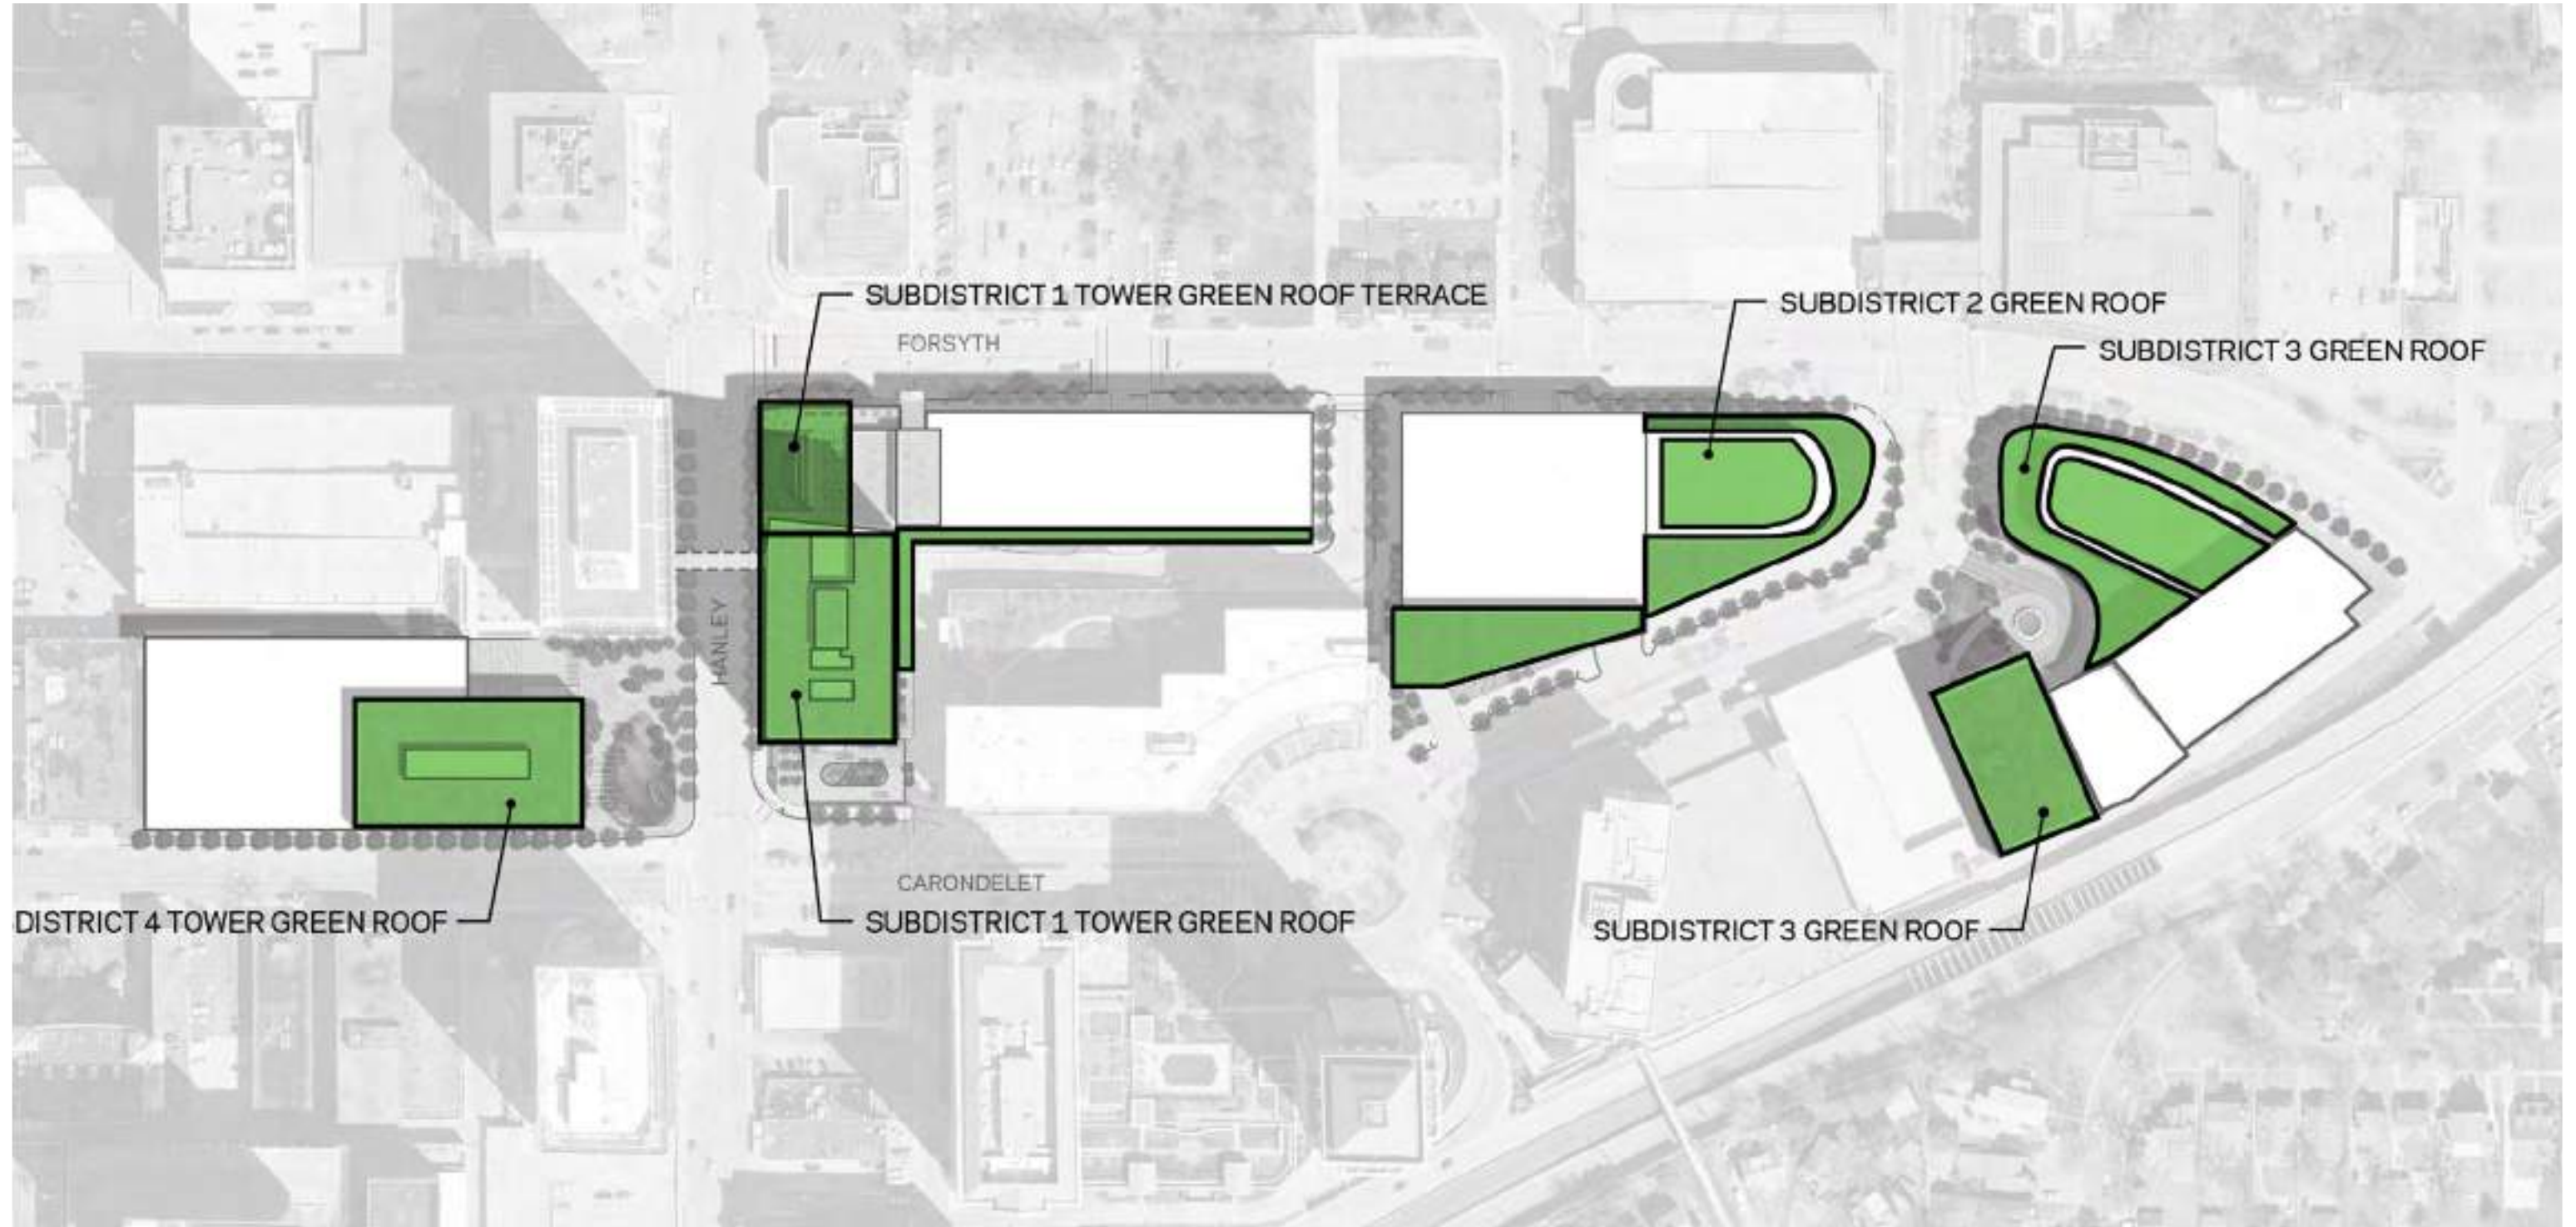 SUBDISTRICT 1 TOWER GREEN ROOF TERRACE
SUBDISTRICT 2 GREEN ROOF
FORSYTH
SUBDISTRICT 3 GREEN ROOF
HANLEY
CARONDELET
DISTRICT 4 TOWER GREEN ROOF
SUBDISTRICT 1 TOWER GREEN ROOF
SUBDISTRICT 3 GREEN ROOF